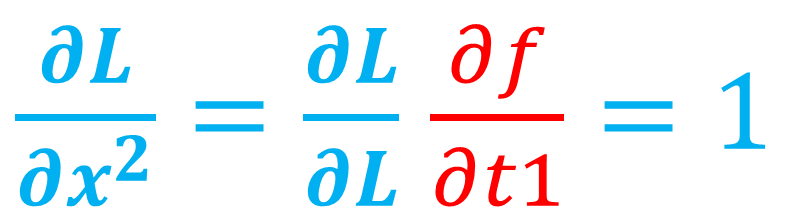 ∂L/∂x² = ∂L/∂L ∂f/∂t1 = 1